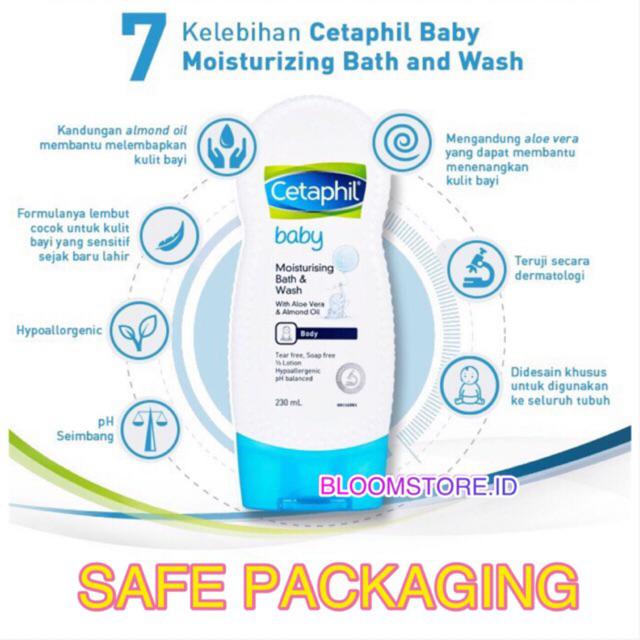 7 Kelebihan Cetaphil Baby
Moisturizing Bath and Wash
Kandungan almond oil
membantu melembapkan
kulit bayi
Mengandung aloe vera
yang dapat membantu
menenangkan
kulit bayi
Formulanya lembut
cocok untuk kulit
bayi yang sensitif
sejak baru lahir
Teruji secara
dermatologi
Hypoallorgenic
Didesain khusus
untuk digunakan
ke seluruh tubuh
pH
Seimbang
Cetaphil
baby
Moisturising
Bath &
Wash
With Aloe Vera
& Almond Oil
Body
Tear free, Soap free
⅓ Lotion
Hypoallergenic
pH balanced
230 mL
BLOOMSTORE.ID
SAFE PACKAGING